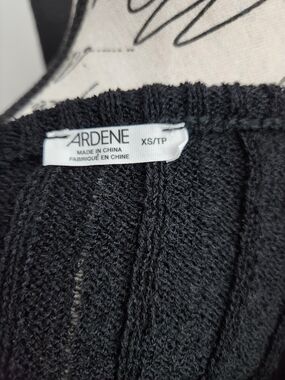 ARDENE XS/TP
MADE IN CHINA
FABRIQUÉ EN CHINE